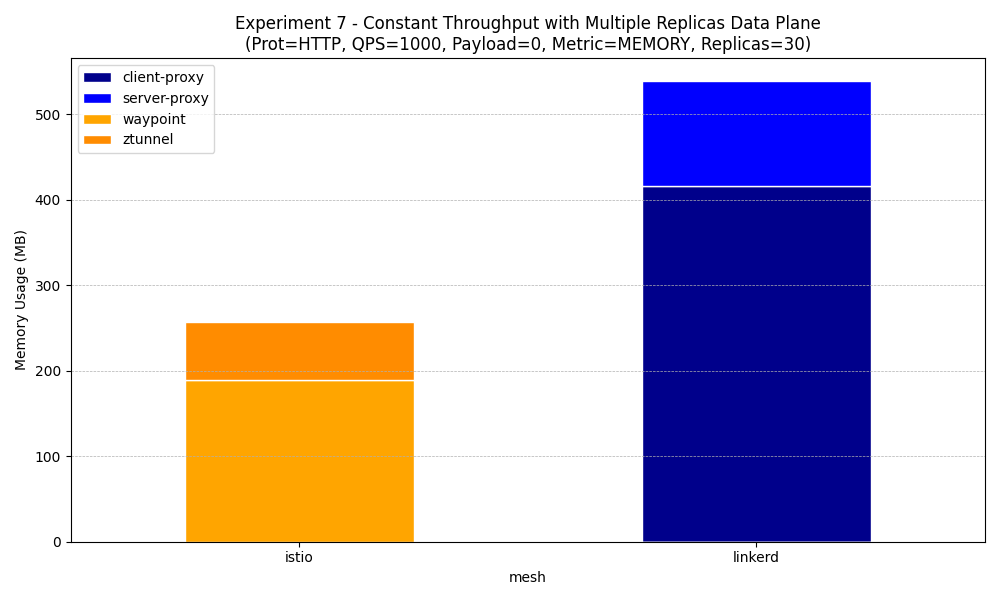 Experiment 7 - Constant Throughput with Multiple Replicas Data Plane
(Prot=HTTP, QPS=1000, Payload=0, Metric=MEMORY, Replicas=30)
client-proxy
server-proxy
waypoint
ztunnel
Memory Usage (MB)
500
400
300
200
100
0
istio
linkerd
mesh